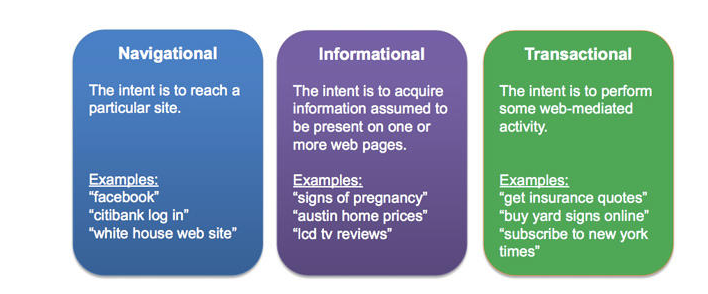 Navigational
The intent is to reach a
particular site.
Examples:
“facebook”
“citibank log in”
“white house web site”
Informational
The intent is to acquire
information assumed to
be present on one or
more web pages.
Examples:
“signs of pregnancy”
“austin home prices”
“lcd tv reviews”
Transactional
The intent is to perform
some web-mediated
activity.
Examples:
“get insurance quotes”
“buy yard signs online”
“subscribe to new york
times”